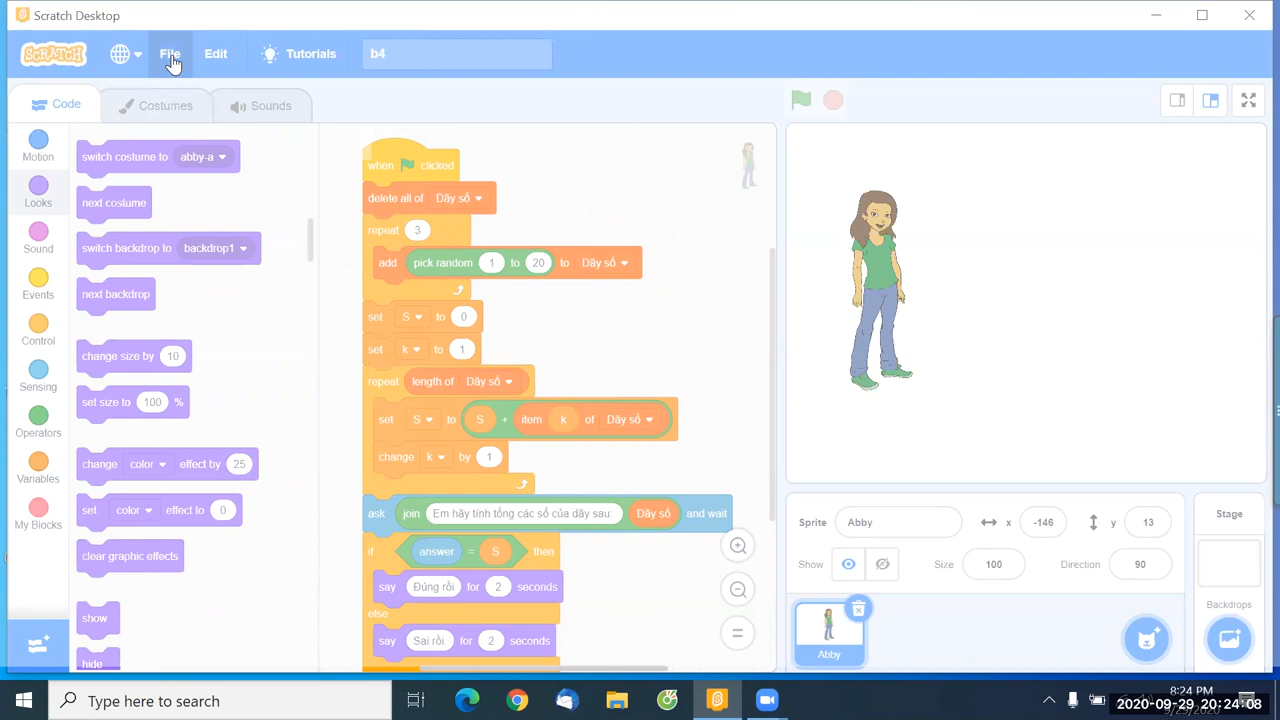 Scratch Desktop
SCRATCH File Edit Tutorials b4
Code Costumes Sounds
Motion
Looks
Sound
Events
Control
Sensing
Operators
Variables
My Blocks
switch costume to abby-a
next costume
switch backdrop to backdrop1
next backdrop
change size by 10
set size to 100 %
change color effect by 25
set color effect to 0
clear graphic effects
show
hide
when clicked
delete all of Dãy số
repeat 3
add pick random 1 to 20 to Dãy số
set S to 0
set k to 1
repeat length of Dãy số
set S to S + item k of Dãy số
change k by 1
ask join Em hãy tính tổng các số của dãy sau: Dãy số and wait
if answer = S then
say Đúng rồi for 2 seconds
else
say Sai rồi. for 2 seconds
Sprite Abby x -146 y 13
Show Size 100 Direction 90
Abby
Stage
Backdrops
Type here to search
8:24 PM
2020-09-29 20:24:08